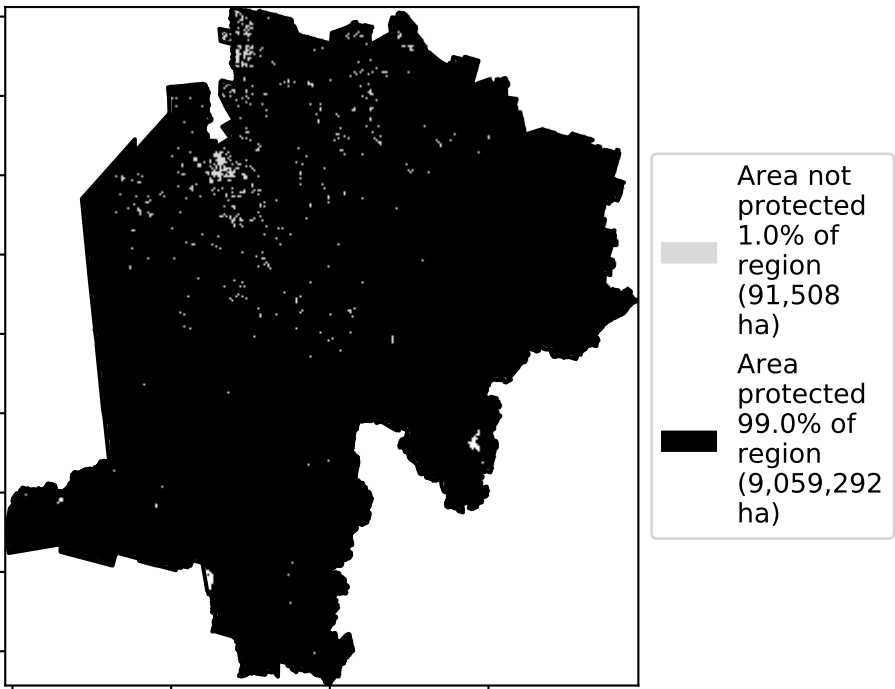 Area not
protected
1.0% of
region
(91,508
ha)
Area
protected
99.0% of
region
(9,059,292
ha)